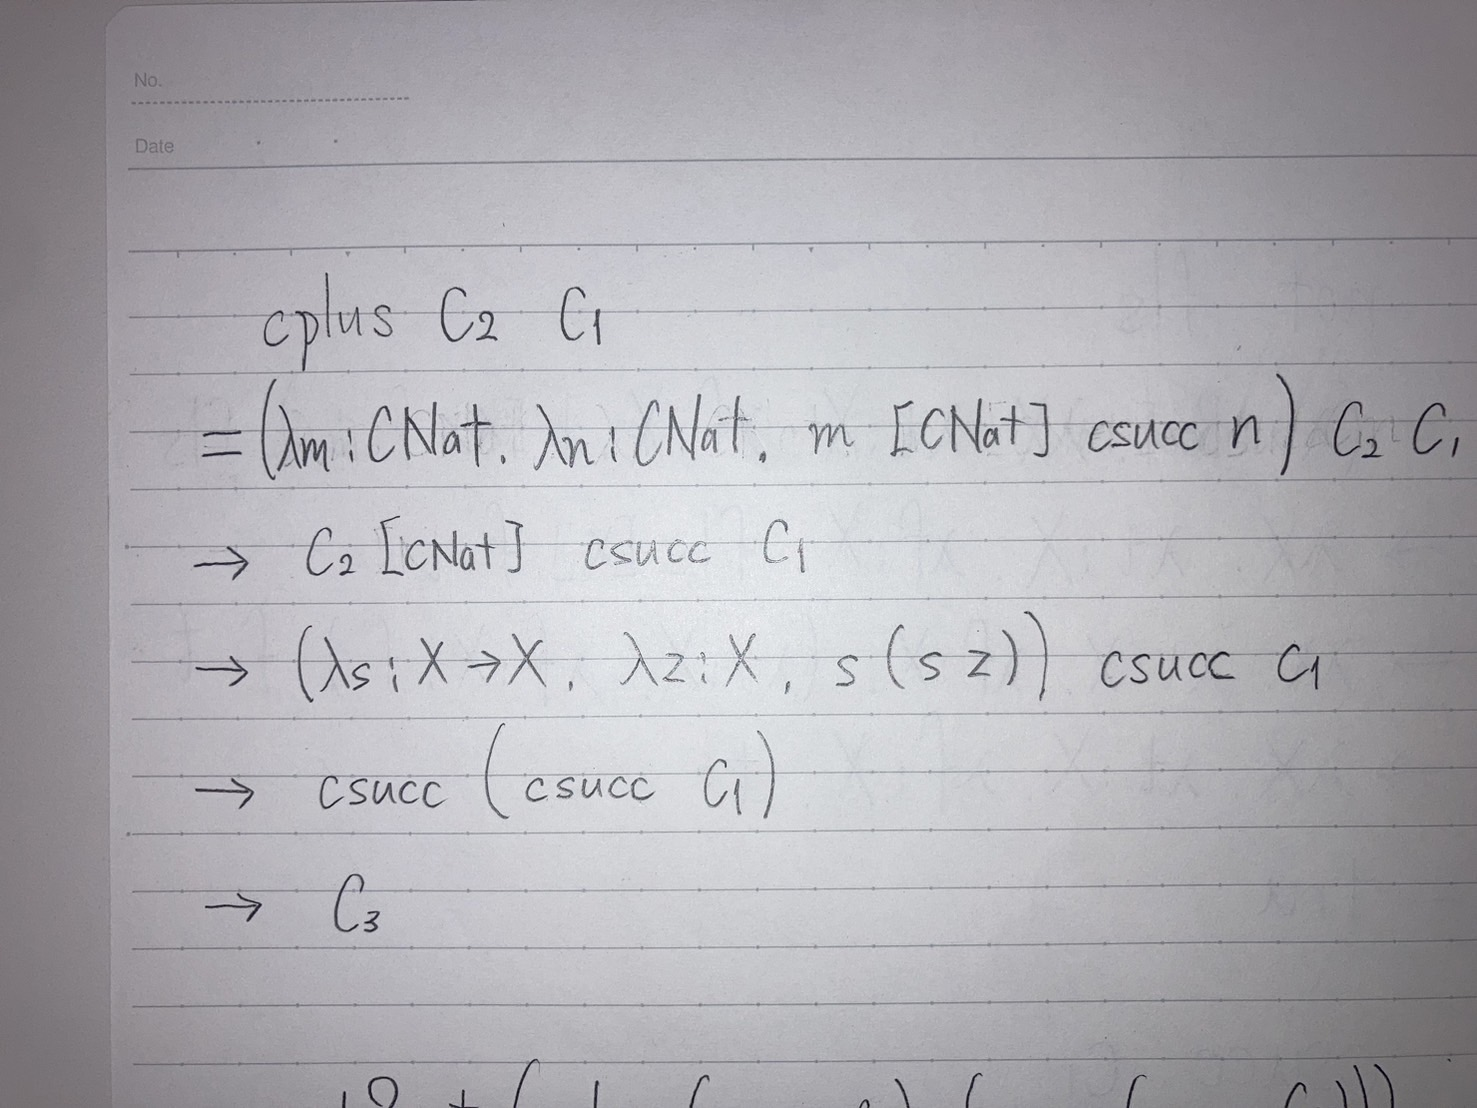 No.
Date
cplus C₂ C₁
= (λm:CNat. λn:CNat. m [CNat] csucc n) C₂ C₁
→ C₂ [CNat] csucc C₁
→ (λs:X→X. λz:X. s (s z)) csucc C₁
→ csucc (csucc C₁)
→ C₃